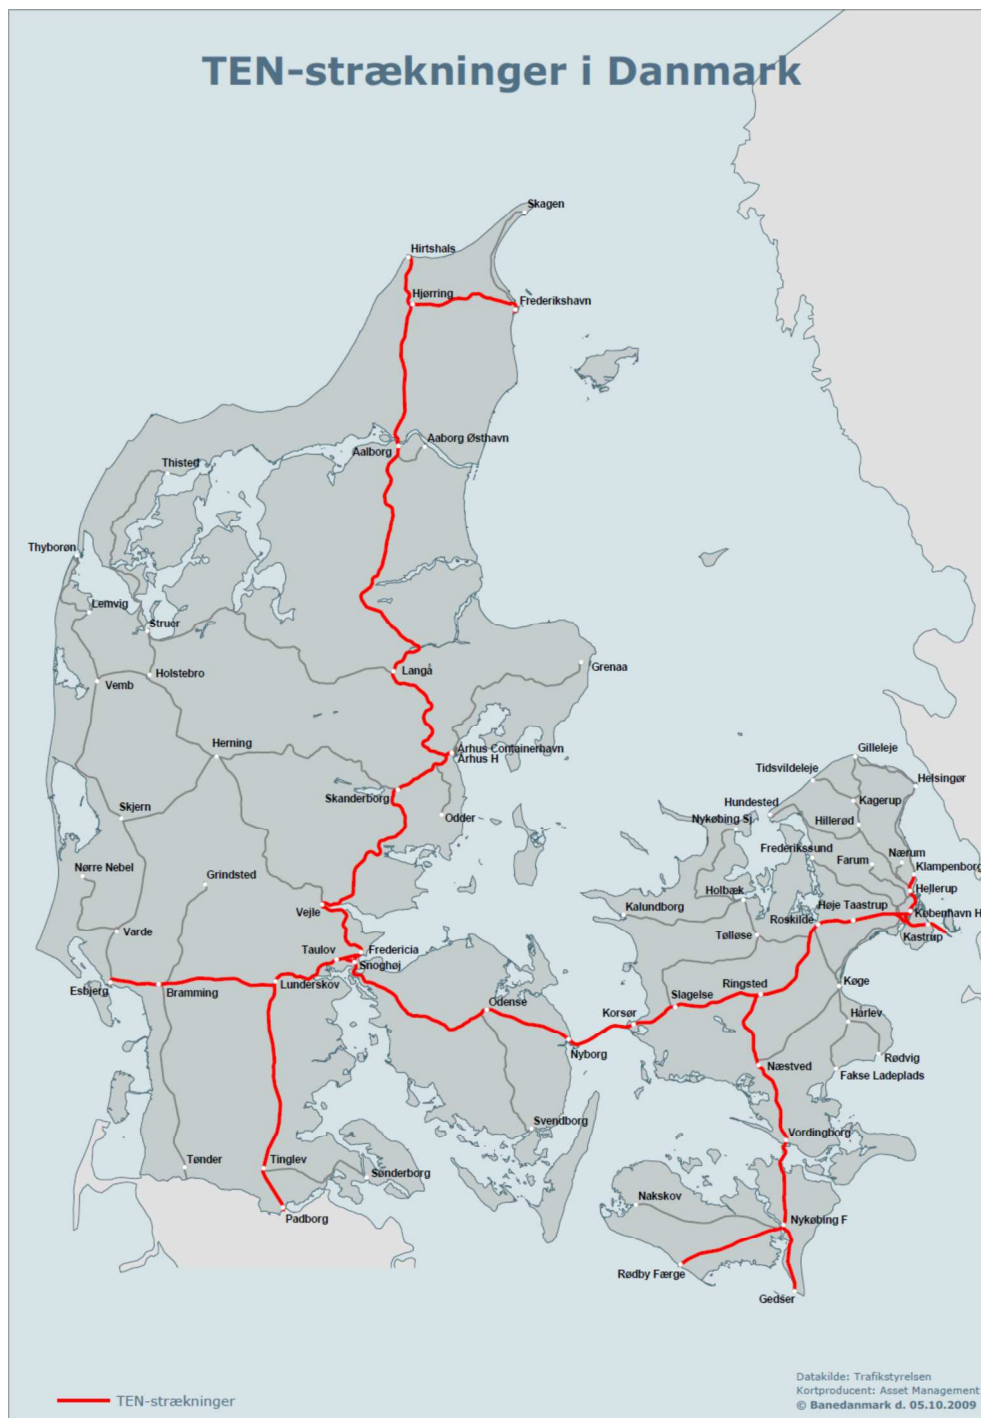 TEN-strækninger i Danmark
Skagen
Hirtshals
Hjørring
Frederikshavn
Aaborg Østhavn
Aalborg
Thisted
Thyborøn
Lemvig
Struer
Holstebro
Vemb
Langå
Grenaa
Herning
Århus Containerhavn
Århus H
Skanderborg
Odder
Skjern
Nørre Nebel
Grindsted
Vejle
Varde
Taulov
Fredericia
Snoghøj
Esbjerg
Bramming
Lunderskov
Odense
Nyborg
Svendborg
Tønder
Tinglev
Sønderborg
Padborg
Gilleleje
Tidsvildeleje
Helsingør
Hundested
Kagerup
Nykøbing Sj
Hillerød
Frederikssund
Farum
Nærum
Klampenborg
Hellerup
Holbæk
Kalundborg
Høje Taastrup
København H
Roskilde
Kastrup
Tølløse
Ringsted
Køge
Slagelse
Korsør
Hårlev
Rødvig
Næstved
Fakse Ladeplads
Vordingborg
Nakskov
Nykøbing F
Rødby Færge
Gedser
TEN-strækninger
Datakilde: Trafikstyrelsen
Kortproducent: Asset Management
© Banedanmark d. 05.10.2009